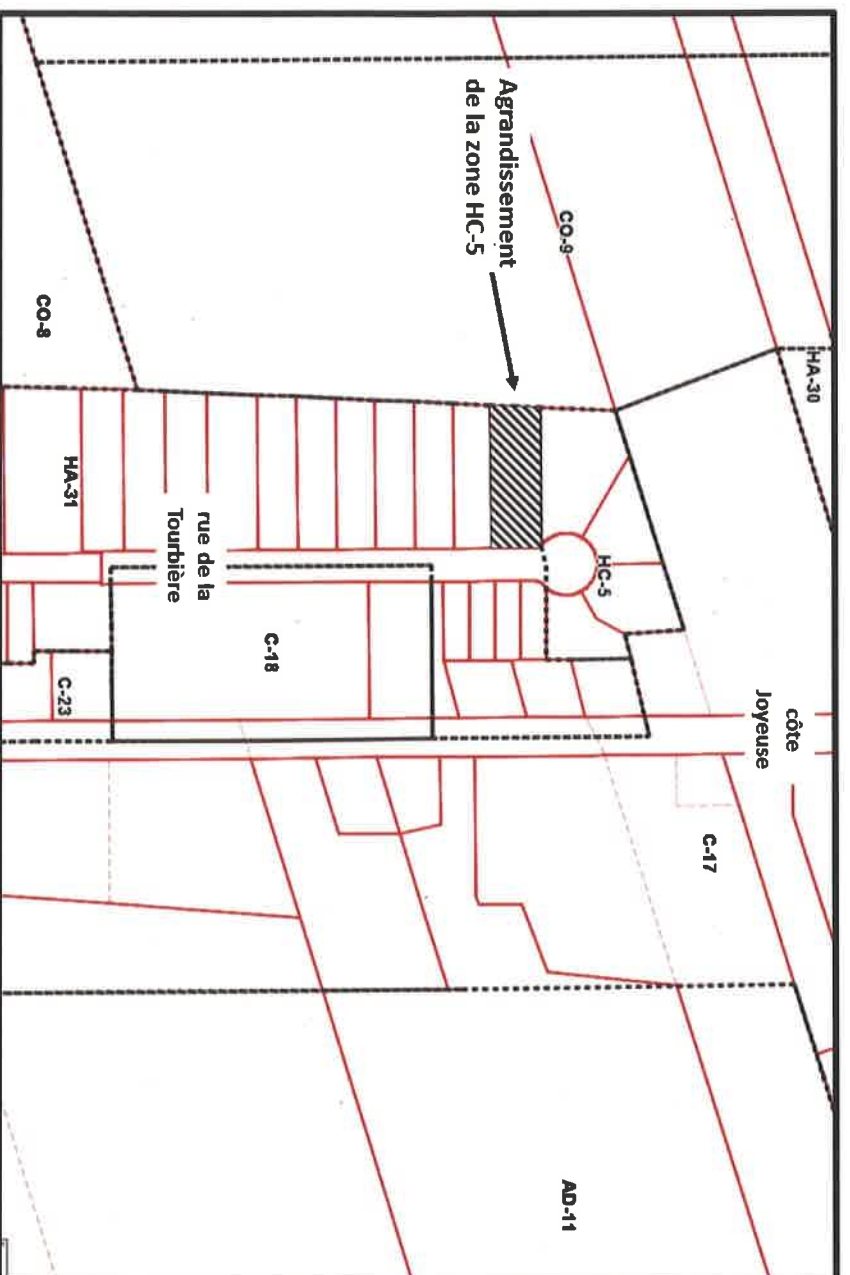 Agrandissement
de la zone HC-5
CO-9
HA-30
CO-8
HA-31
rue de la
Tourbière
HC-5
C-18
C-23
côte
Joyeuse
C-17
AD-11